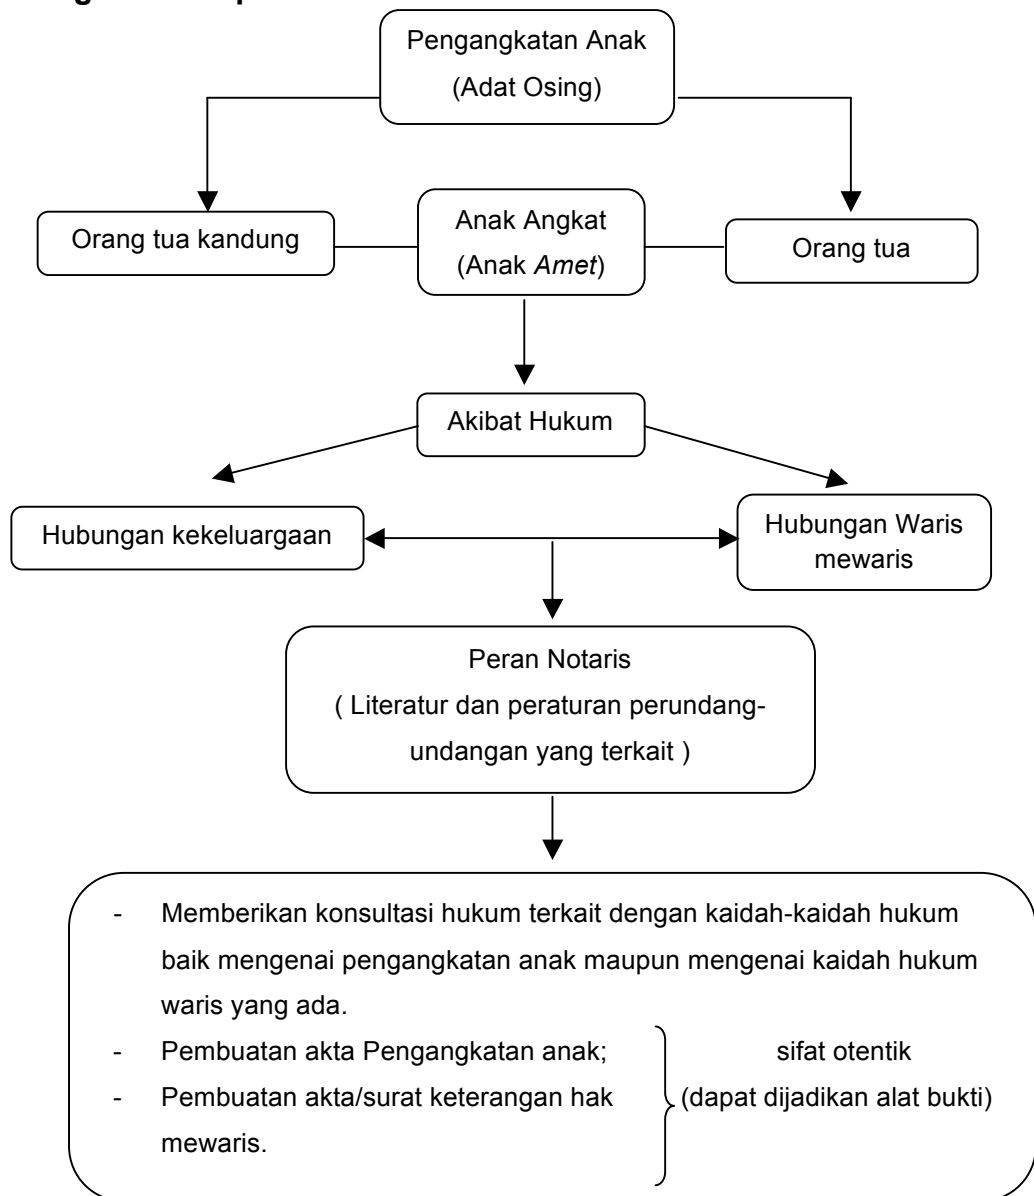 Pengangkatan Anak
(Adat Osing)
Orang tua kandung
Anak Angkat
(Anak Amet)
Orang tua
Akibat Hukum
Hubungan kekeluargaan
Hubungan Waris
mewaris
Peran Notaris
( Literatur dan peraturan perundang-
undangan yang terkait )
- Memberikan konsultasi hukum terkait dengan kaidah-kaidah hukum
baik mengenai pengangkatan anak maupun mengenai kaidah hukum
waris yang ada.
- Pembuatan akta Pengangkatan anak;
- Pembuatan akta/surat keterangan hak
mewaris.
sifat otentik
(dapat dijadikan alat bukti)